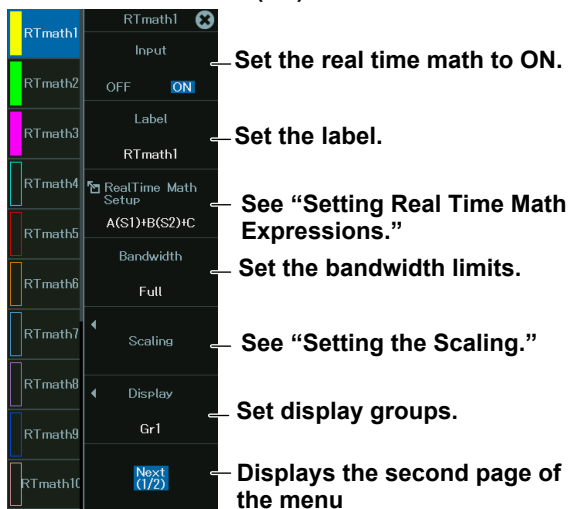 RTmath1
RTmath2
RTmath3
RTmath4
RTmath5
RTmath6
RTmath7
RTmath8
RTmath9
RTmath10
RTmath1
Input
OFF ON
Label
RTmath1
RealTime Math
Setup
A(S1)+B(S2)+C
Bandwidth
Full
Scaling
Display
Gr1
Next
(1/2)
Set the real time math to ON.
Set the label.
See “Setting Real Time Math
Expressions.”
Set the bandwidth limits.
See “Setting the Scaling.”
Set display groups.
Displays the second page of
the menu